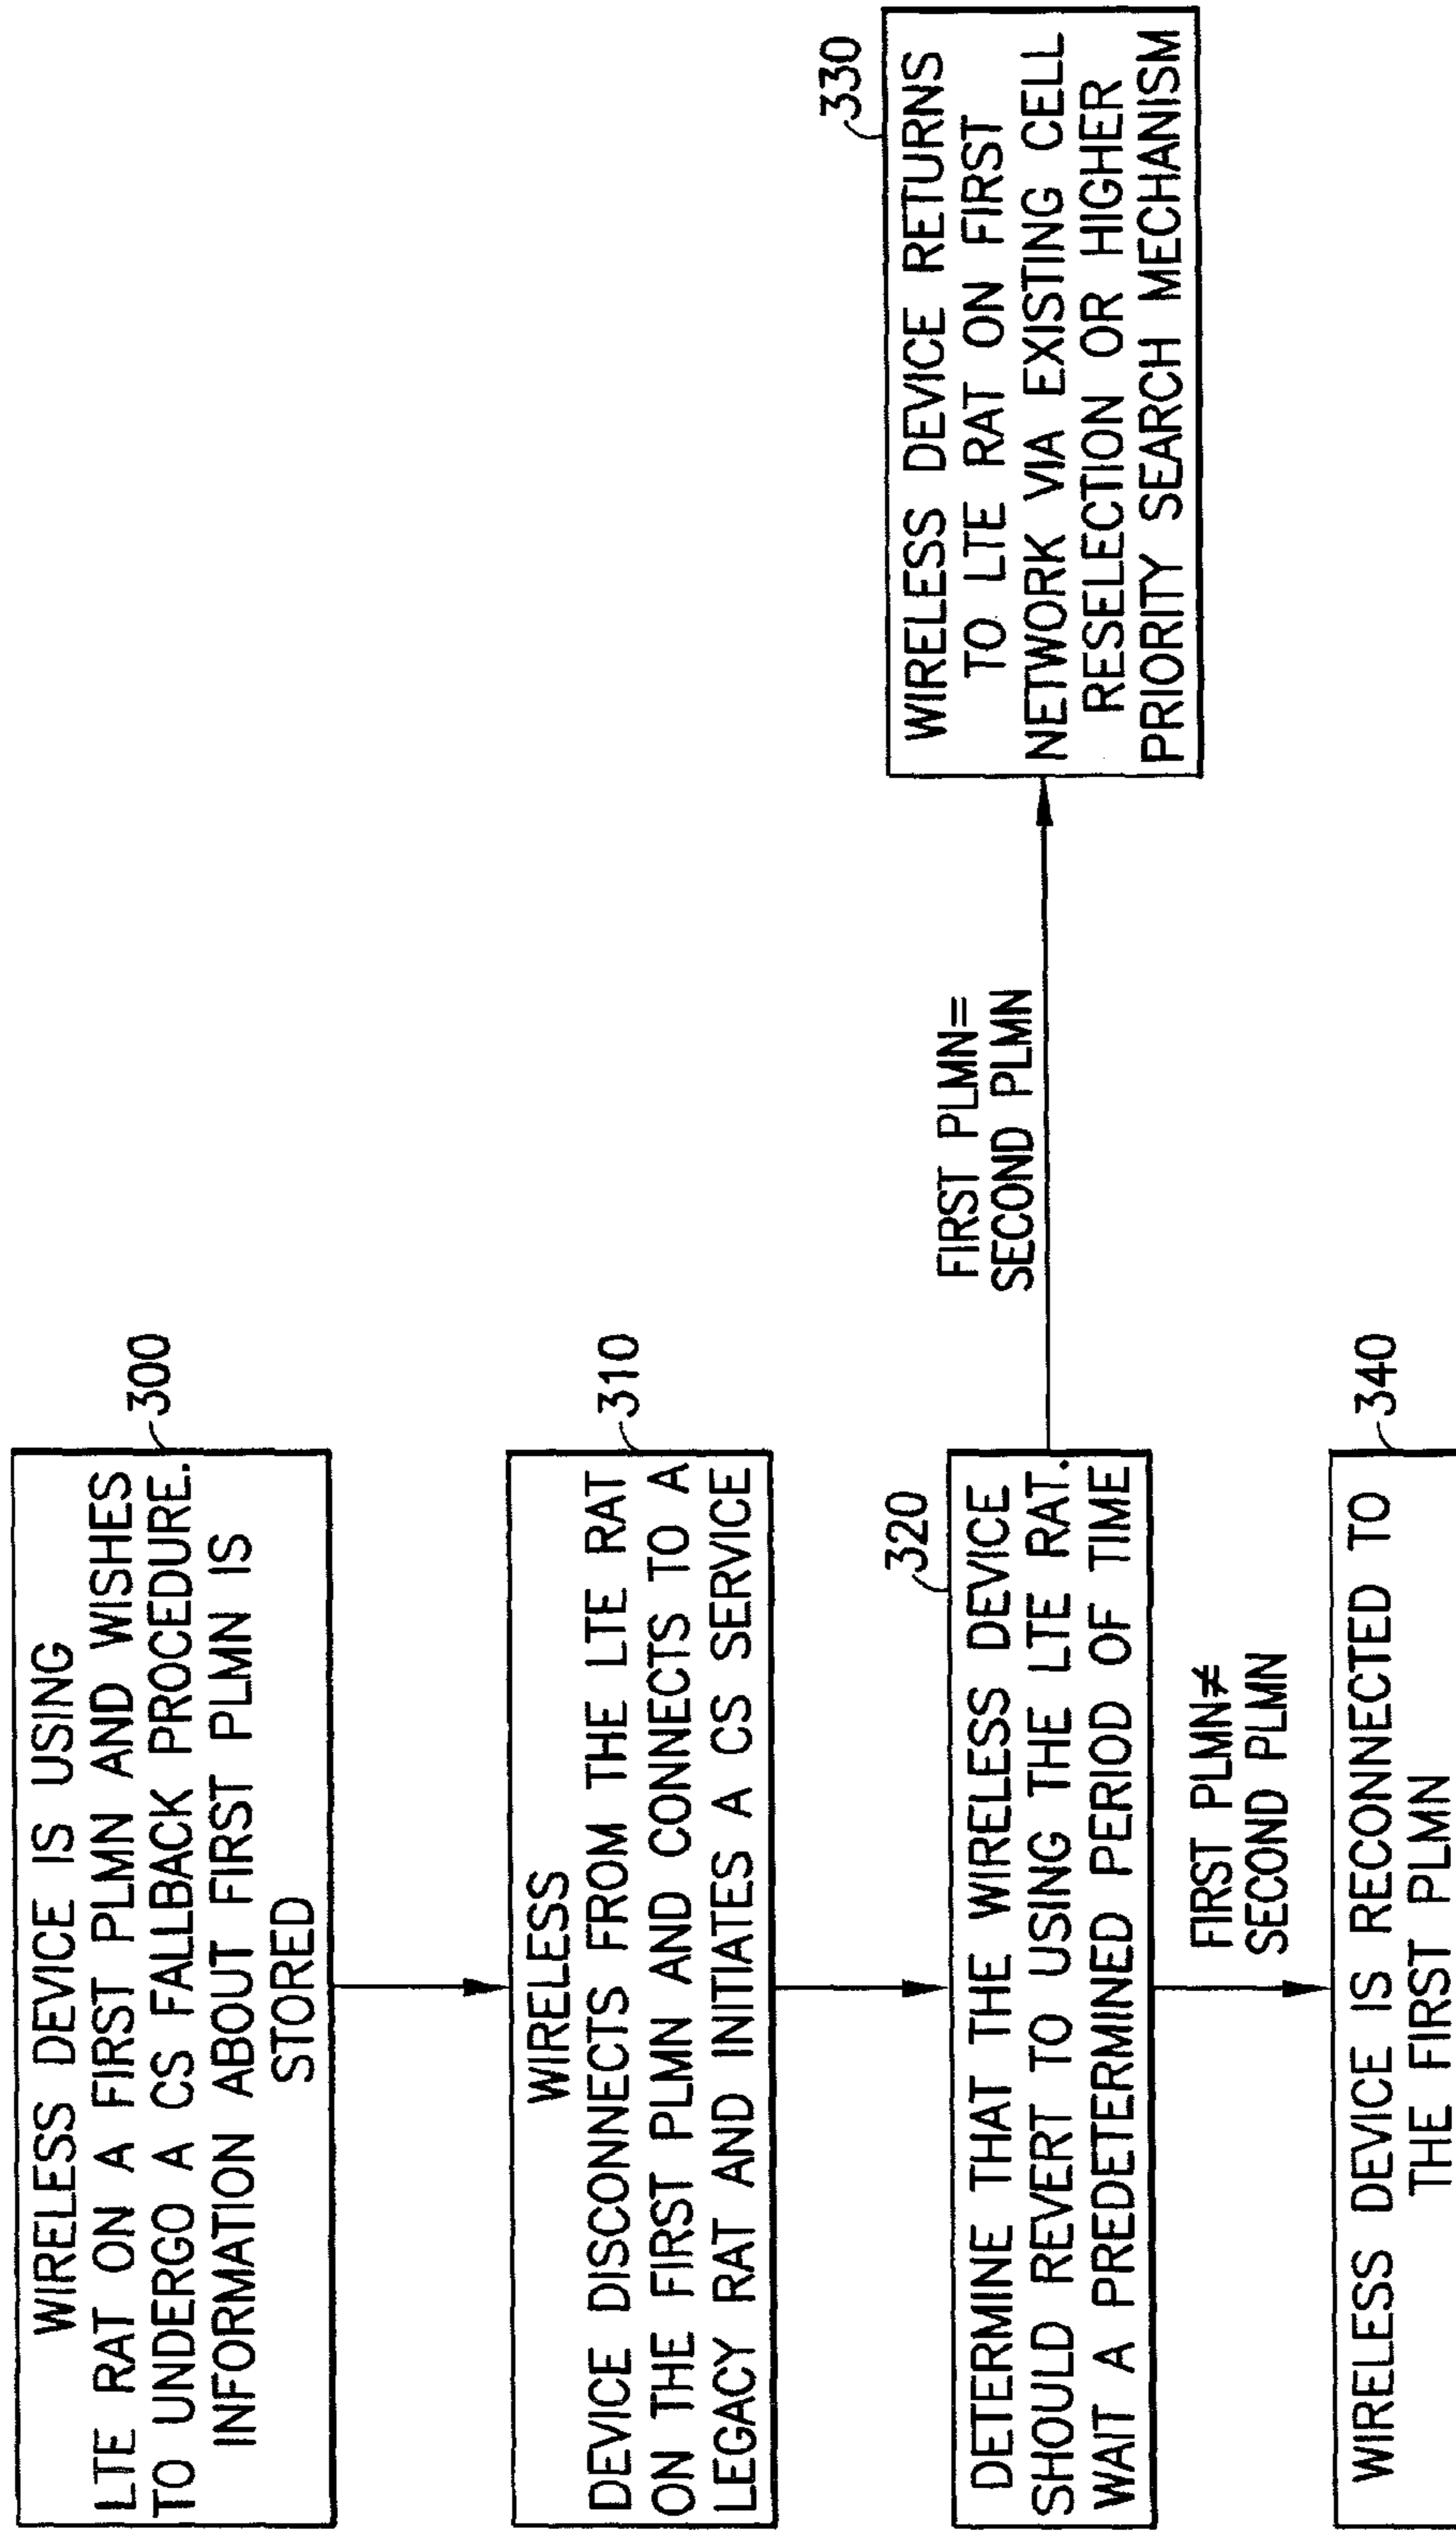 WIRELESS DEVICE IS USING
LTE RAT ON A FIRST PLMN AND WISHES
TO UNDERGO A CS FALLBACK PROCEDURE.
INFORMATION ABOUT FIRST PLMN IS
STORED
300
WIRELESS
DEVICE DISCONNECTS FROM THE LTE RAT
ON THE FIRST PLMN AND CONNECTS TO A
LEGACY RAT AND INITIATES A CS SERVICE
310
DETERMINE THAT THE WIRELESS DEVICE
SHOULD REVERT TO USING THE LTE RAT.
WAIT A PREDETERMINED PERIOD OF TIME
320
FIRST PLMN=
SECOND PLMN
WIRELESS DEVICE RETURNS
TO LTE RAT ON FIRST
NETWORK VIA EXISTING CELL
RESELECTION OR HIGHER
PRIORITY SEARCH MECHANISM
330
FIRST PLMN≠
SECOND PLMN
WIRELESS DEVICE IS RECONNECTED TO
THE FIRST PLMN
340